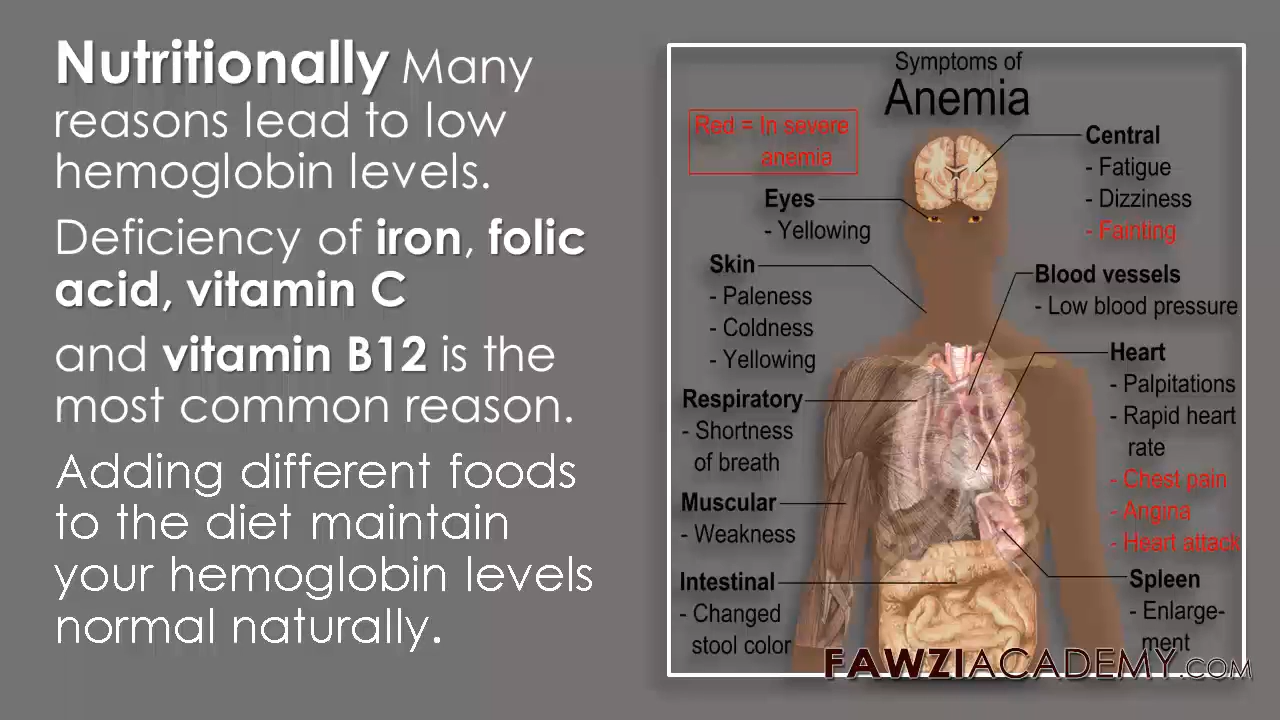 Nutritionally Many
reasons lead to low
hemoglobin levels.
Deficiency of iron, folic
acid, vitamin C
and vitamin B12 is the
most common reason.
Adding different foods
to the diet maintain
your hemoglobin levels
normal naturally.
Symptoms of
Anemia
Red = In severe
anemia
Eyes
- Yellowing
Skin
- Paleness
- Coldness
- Yellowing
Respiratory
- Shortness
of breath
Muscular
- Weakness
Intestinal
- Changed
stool color
Central
- Fatigue
- Dizziness
- Fainting
Blood vessels
- Low blood pressure
Heart
- Palpitations
- Rapid heart
rate
- Chest pain
- Angina
- Heart attack
Spleen
- Enlarge-
ment
FAWZIACADEMY.COM